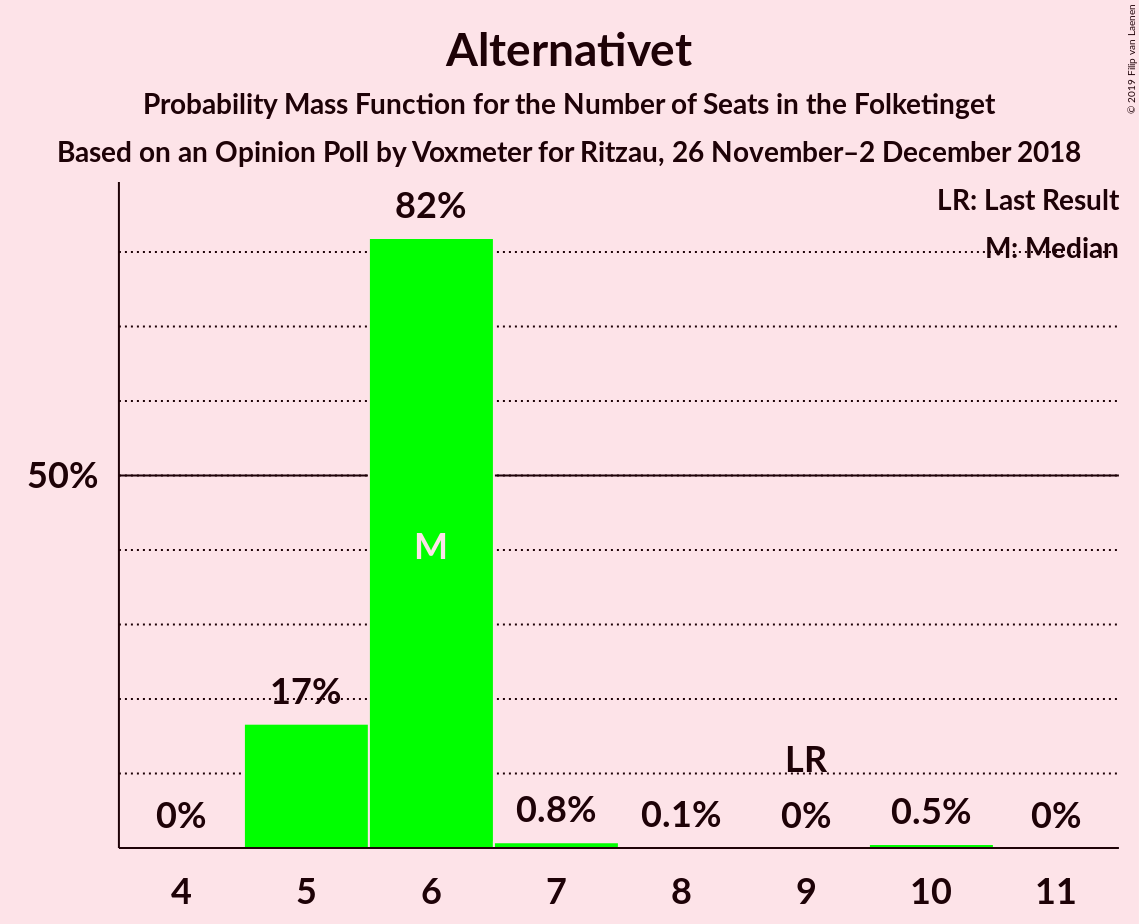 Alternativet
Probability Mass Function for the Number of Seats in the Folketinget
Based on an Opinion Poll by Voxmeter for Ritzau, 26 November–2 December 2018
© 2019 Filip van Laenen
LR: Last Result
M: Median
82%
50%
M
17%
LR
0%
0.8%
0.1%
0%
0.5%
0%
4 5 6 7 8 9 10 11